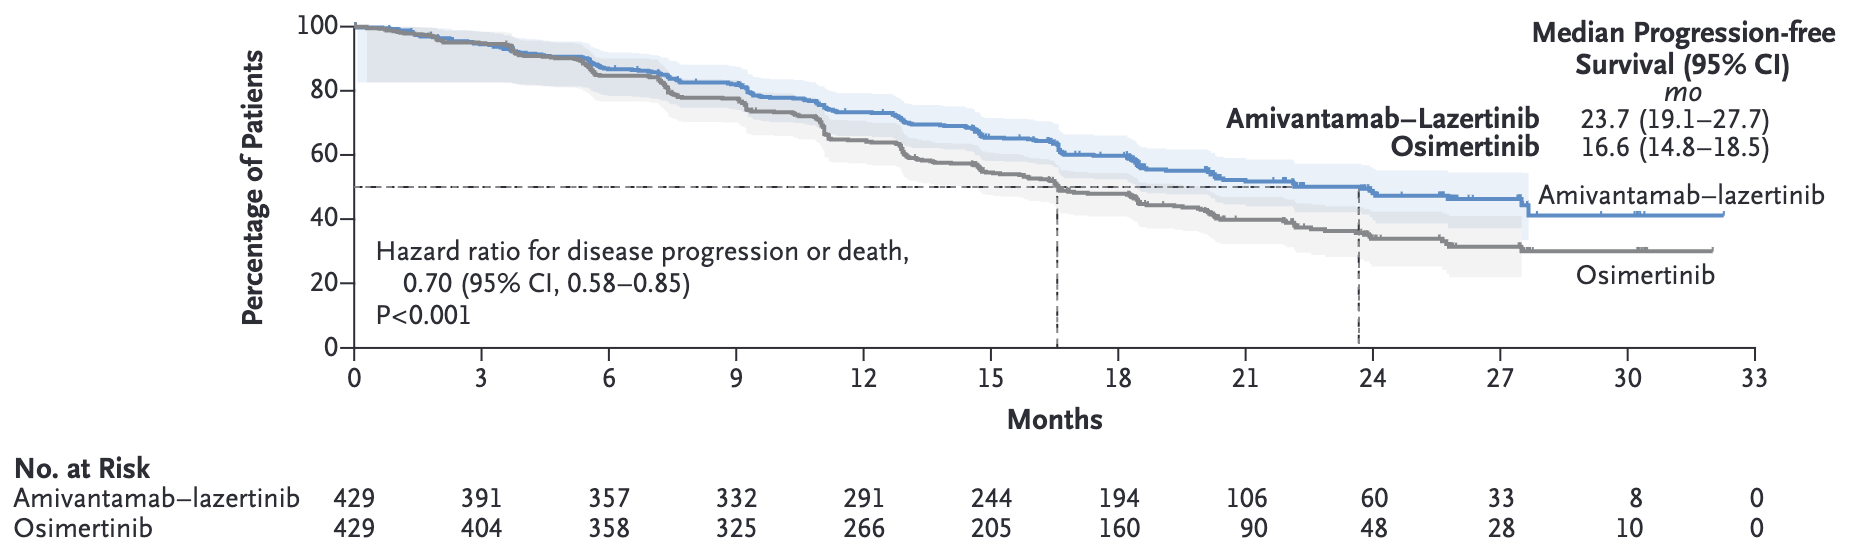 Median Progression-free
Survival (95% CI)
mo
Amivantamab–Lazertinib 23.7 (19.1–27.7)
Osimertinib 16.6 (14.8–18.5)
Percentage of Patients
100
80
60
40
20
0
Amivantamab–lazertinib
Osimertinib
Hazard ratio for disease progression or death,
0.70 (95% CI, 0.58–0.85)
P<0.001
0 3 6 9 12 15 18 21 24 27 30 33
Months
No. at Risk
Amivantamab–lazertinib 429 391 357 332 291 244 194 106 60 33 8 0
Osimertinib 429 404 358 325 266 205 160 90 48 28 10 0